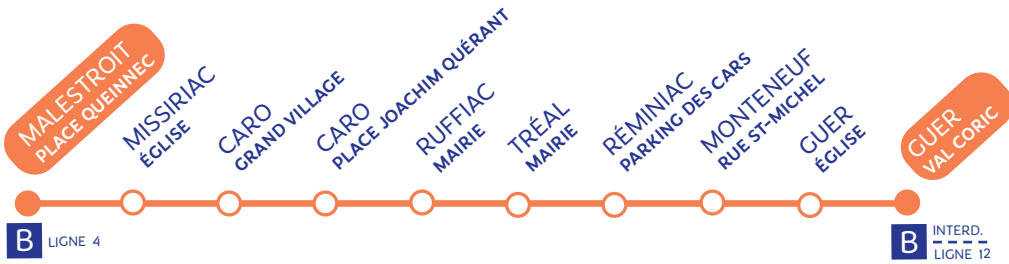 MALESTROIT
PLACE QUEINNEC
MISSIRIAC
ÉGLISE
CARO
GRAND VILLAGE
CARO
PLACE JOACHIM QUÉRANT
RUFFIAC
MAIRIE
TRÉAL
MAIRIE
RÉMINIAC
PARKING DES CARS
MONTENEUF
RUE ST-MICHEL
GUER
ÉGLISE
GUER
VAL CORIC
B LIGNE 4
B INTERD.
LIGNE 12